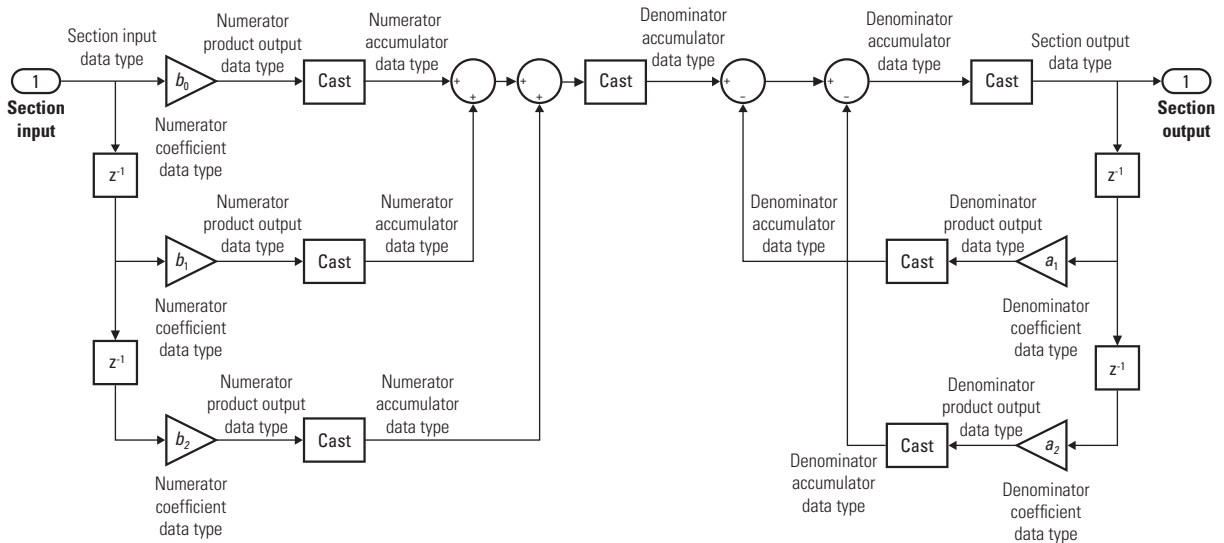 Section input
data type
Numerator
product output
data type
Numerator
accumulator
data type
Denominator
accumulator
data type
Denominator
accumulator
data type
Section output
data type
1
Section
input
b0
Cast
+
+
+
+
Cast
+
−
+
−
Cast
1
Section
output
Numerator
coefficient
data type
z-1
z-1
Numerator
product output
data type
Numerator
accumulator
data type
Denominator
accumulator
data type
Denominator
product output
data type
b1
Cast
Cast
a1
Numerator
coefficient
data type
Denominator
coefficient
data type
z-1
z-1
Numerator
product output
data type
Numerator
accumulator
data type
Denominator
product output
data type
b2
Cast
Cast
a2
Numerator
coefficient
data type
Denominator
accumulator
data type
Denominator
coefficient
data type